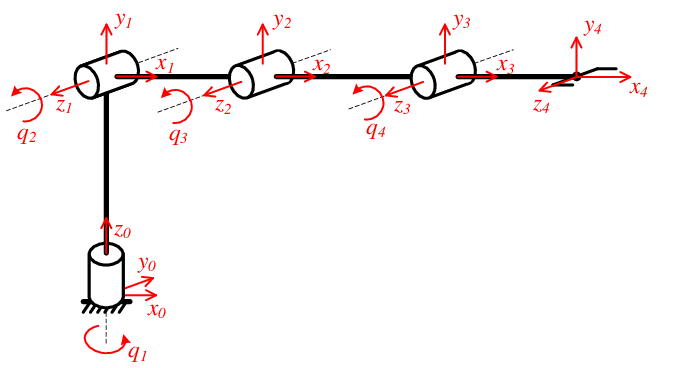 y1 y2 y3 y4
x1 x2 x3 x4
z1 z2 z3 z4
q2 q3 q4
z0
y0
x0
q1